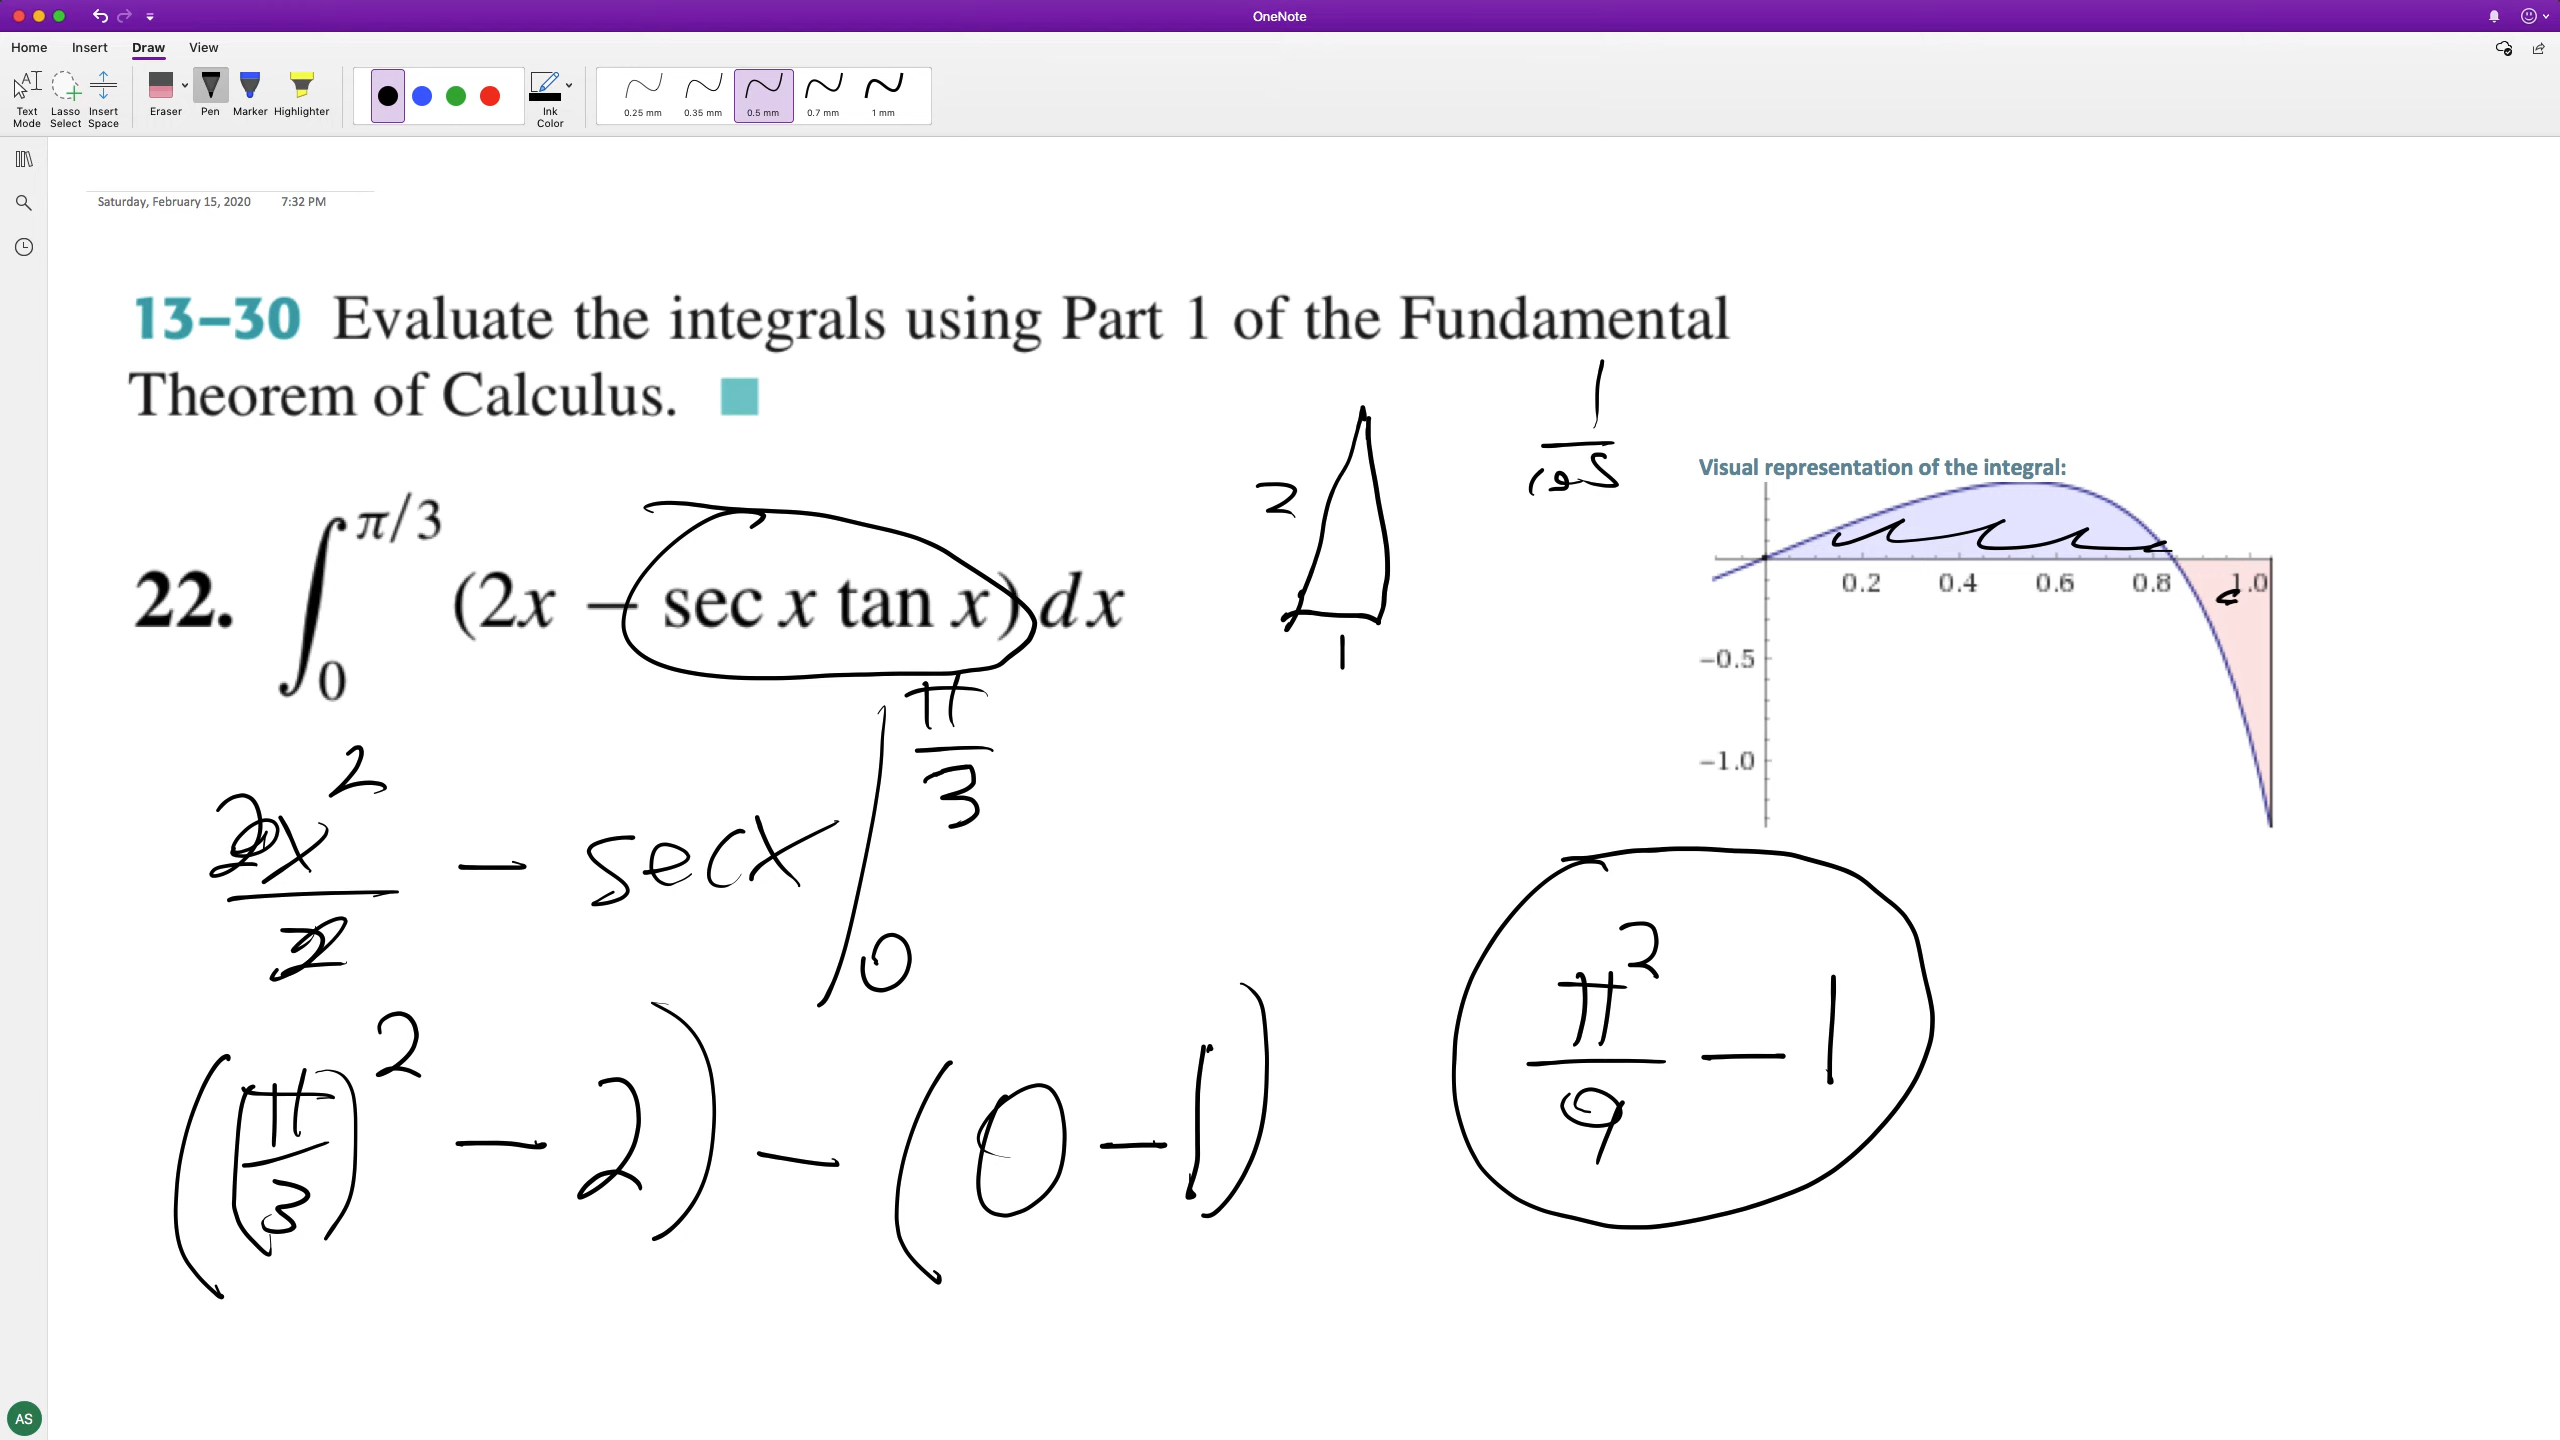 OneNote
Home Insert Draw View
Text Mode Lasso Select Insert Space Eraser Pen Marker Highlighter Ink Color 0.25 mm 0.35 mm 0.5 mm 0.7 mm 1 mm
Saturday, February 15, 2020 7:32 PM
13–30 Evaluate the integrals using Part 1 of the Fundamental
Theorem of Calculus.
22. ∫₀^{π/3} (2x − sec x tan x) dx
2
1
1/cos
Visual representation of the integral:
0.2 0.4 0.6 0.8 1.0
−0.5
−1.0
2x²/2 − secx |₀^{π/3}
((π/3)² − 2) − (0 − 1)
π²/9 − 1
AS